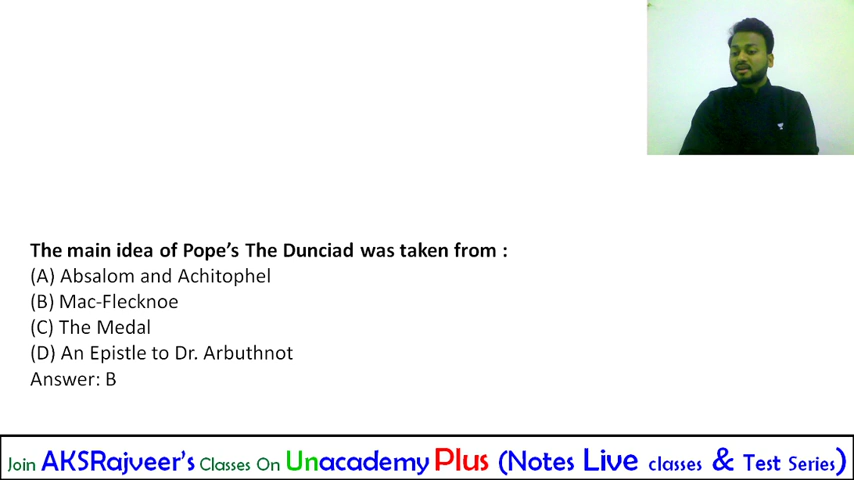 The main idea of Pope’s The Dunciad was taken from :
(A) Absalom and Achitophel
(B) Mac-Flecknoe
(C) The Medal
(D) An Epistle to Dr. Arbuthnot
Answer: B
Join AKSRajveer’s Classes On Unacademy Plus (Notes Live classes & Test Series)